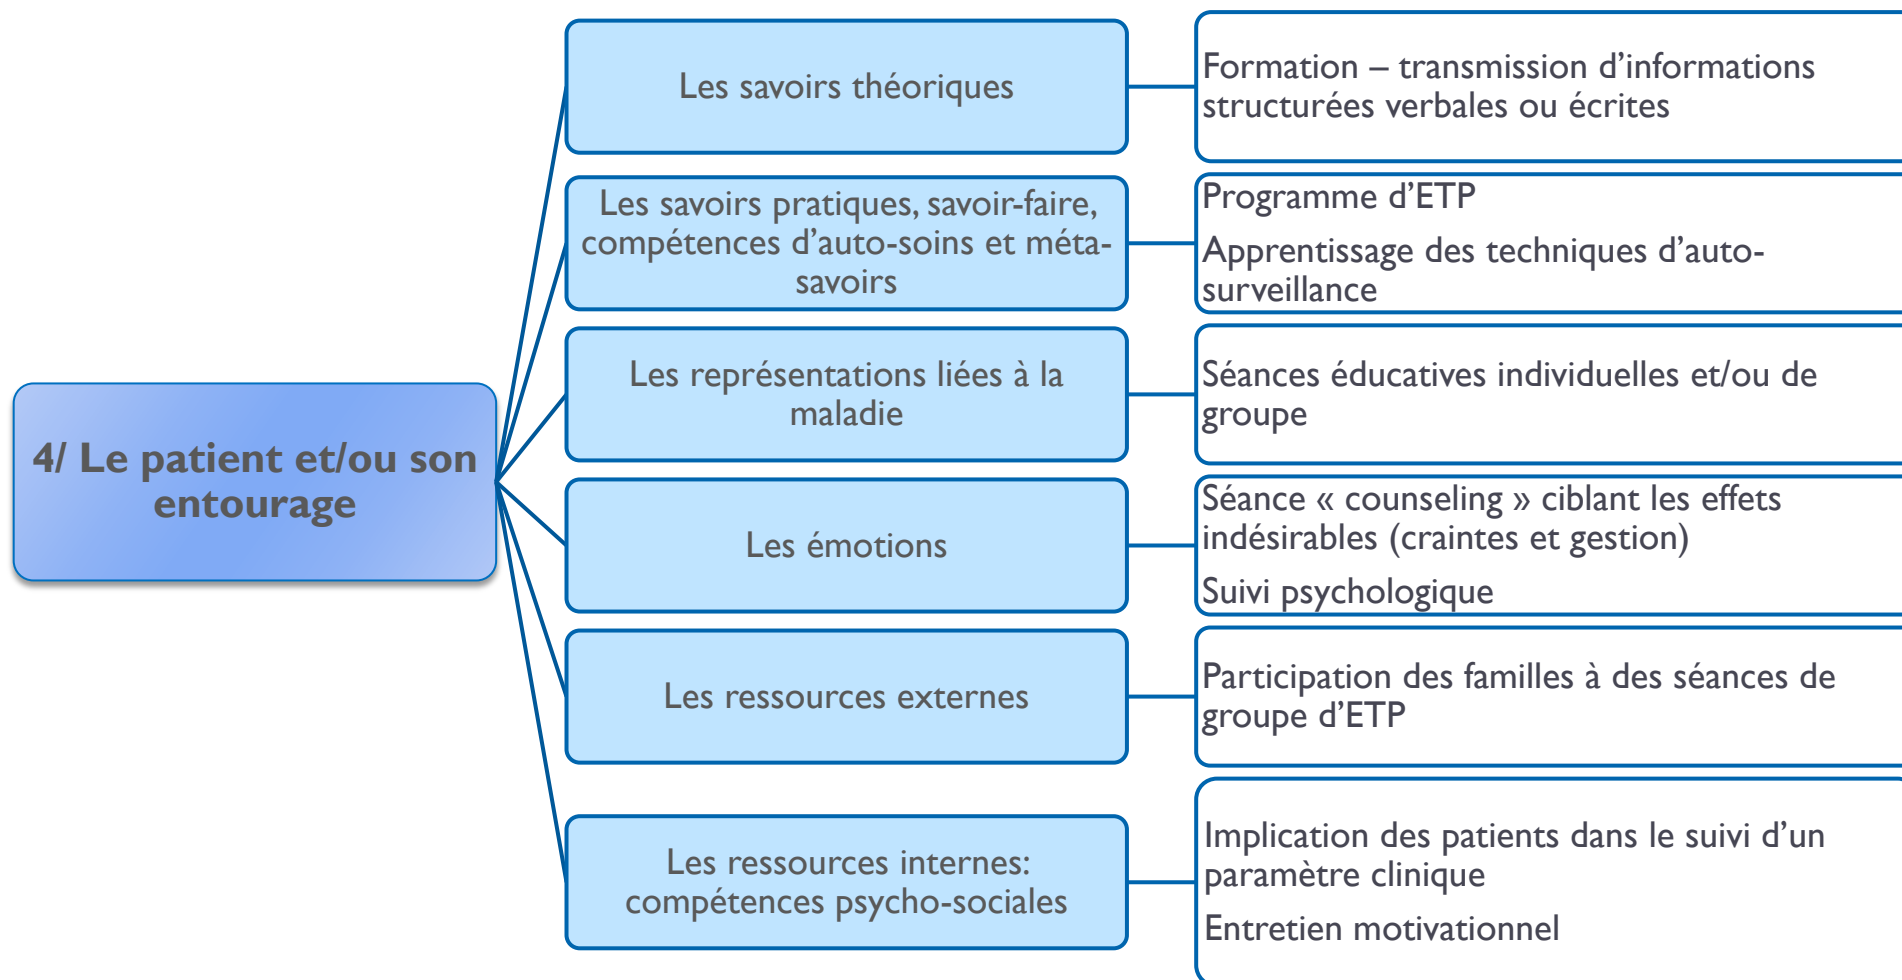 4/ Le patient et/ou son
entourage
Les savoirs théoriques
Formation – transmission d’informations
structurées verbales ou écrites
Les savoirs pratiques, savoir-faire,
compétences d’auto-soins et méta-
savoirs
Programme d’ETP
Apprentissage des techniques d’auto-
surveillance
Les représentations liées à la
maladie
Séances éducatives individuelles et/ou de
groupe
Les émotions
Séance « counseling » ciblant les effets
indésirables (craintes et gestion)
Suivi psychologique
Les ressources externes
Participation des familles à des séances de
groupe d’ETP
Les ressources internes:
compétences psycho-sociales
Implication des patients dans le suivi d’un
paramètre clinique
Entretien motivationnel